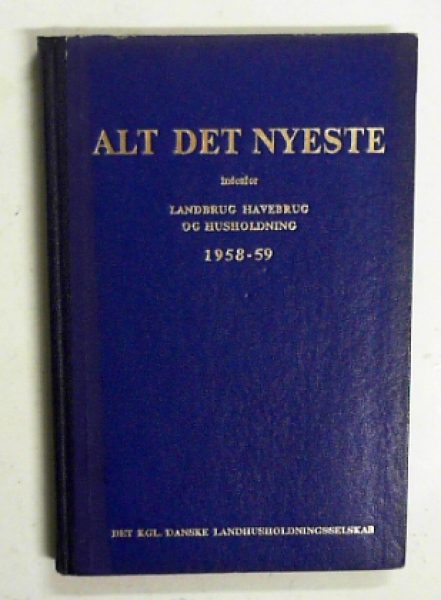 ALT DET NYESTE
indenfor
LANDBRUG HAVEBRUG
OG HUSHOLDNING
1958-59
DET KGL. DANSKE LANDHUSHOLDNINGSSELSKAB